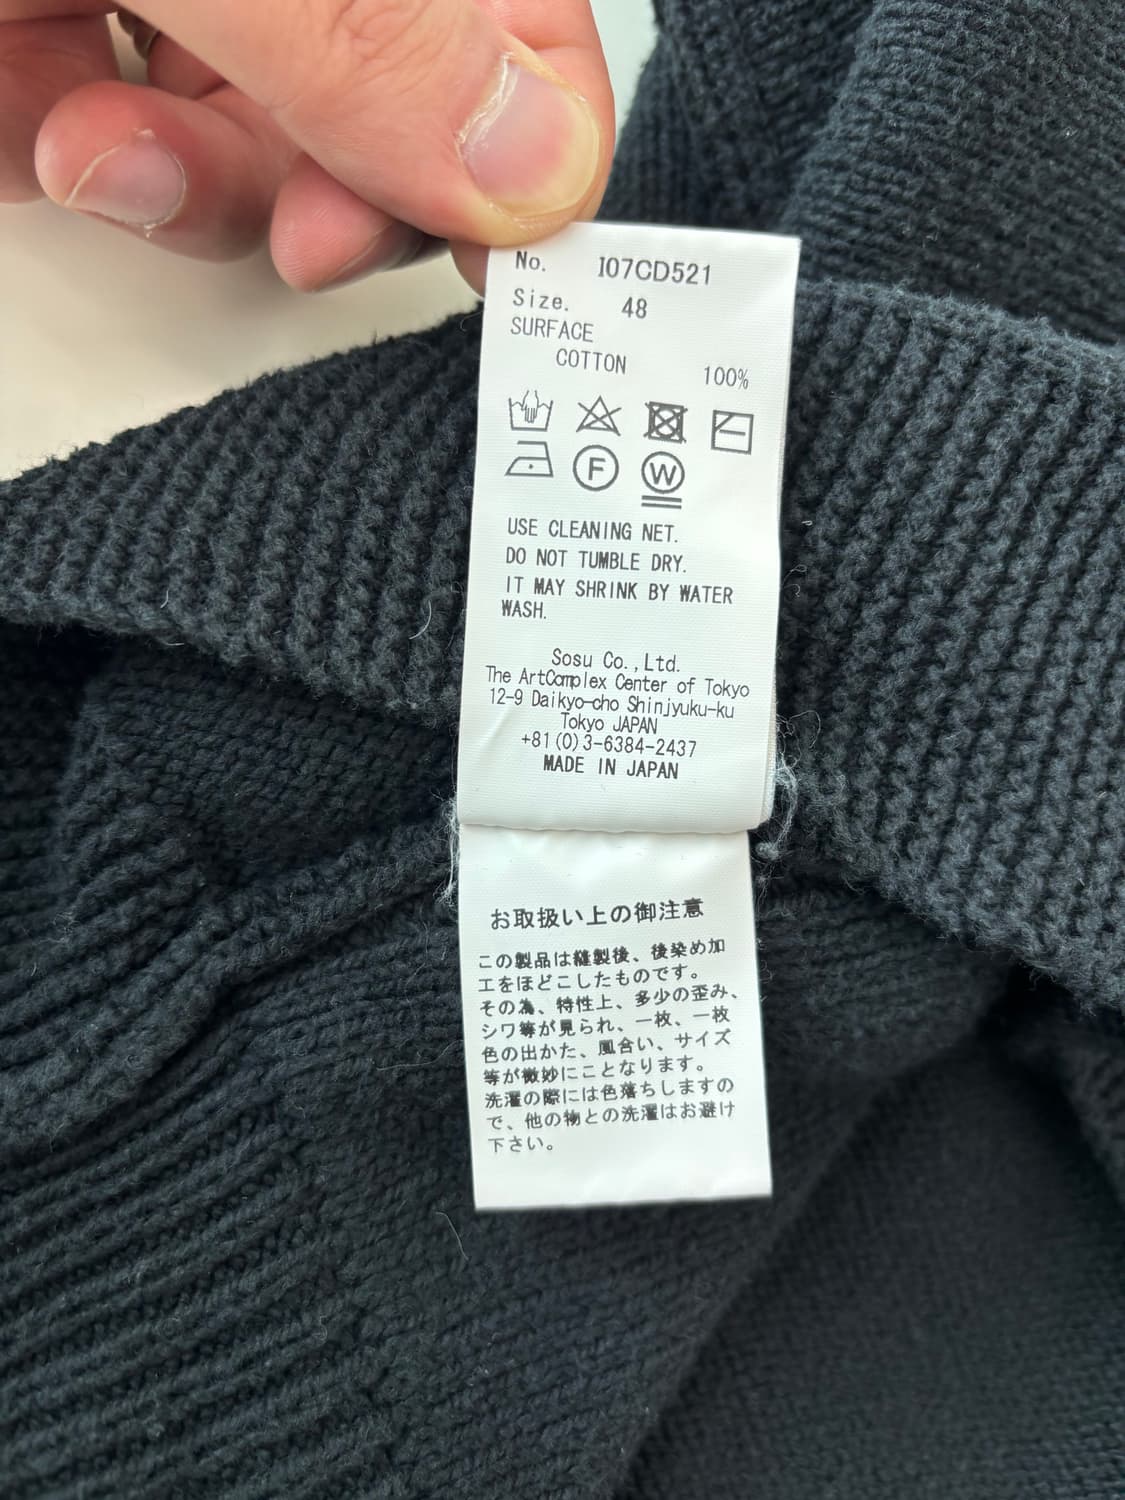 No. I07CD521
Size. 48
SURFACE
COTTON 100%
F W
USE CLEANING NET.
DO NOT TUMBLE DRY.
IT MAY SHRINK BY WATER
WASH.
Sosu Co.,Ltd.
The ArtComplex Center of Tokyo
12-9 Daikyo-cho Shinjyuku-ku
Tokyo JAPAN
+81(0)3-6384-2437
MADE IN JAPAN
お取扱い上の御注意
この製品は縫製後、後染め加
工をほどこしたものです。
その為、特性上、多少の歪み、
シワ等が見られ、一枚、一枚
色の出かた、風合い、サイズ
等が微妙にことなります。
洗濯の際には色落ちしますの
で、他の物との洗濯はお避け
下さい。